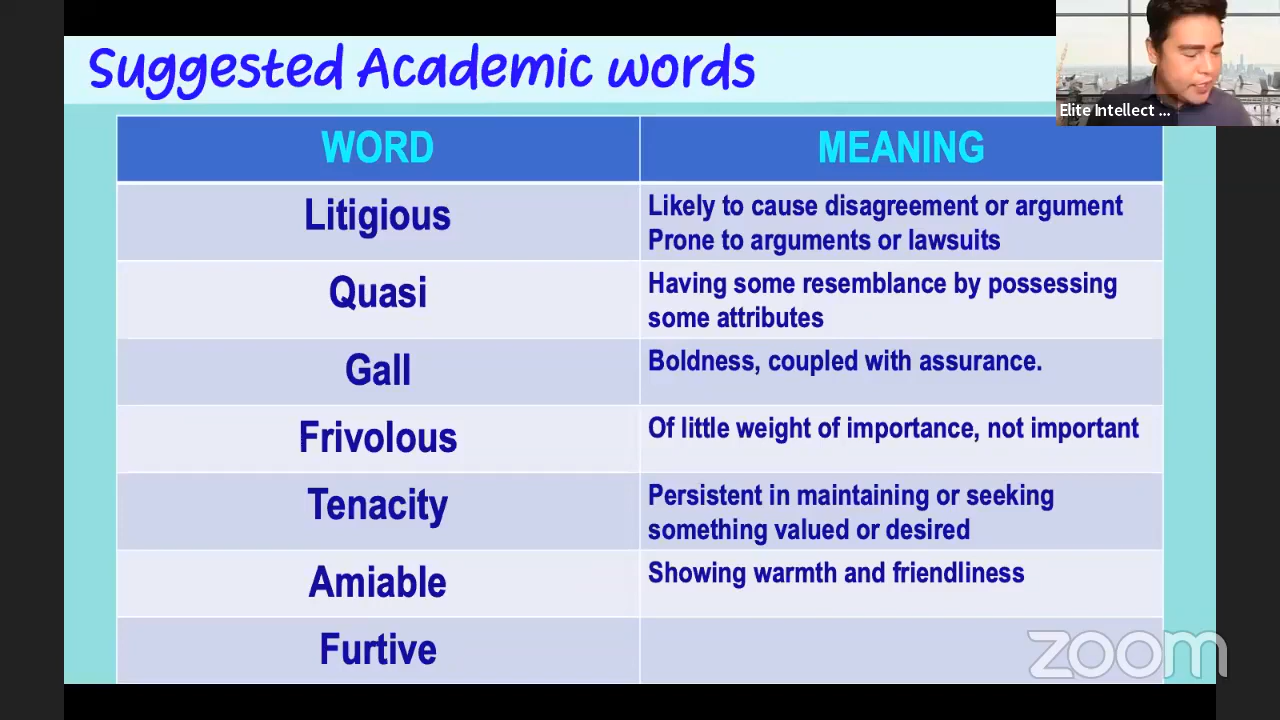 Suggested Academic words
Elite Intellect ...
WORD
MEANING
Litigious
Likely to cause disagreement or argument
Prone to arguments or lawsuits
Quasi
Having some resemblance by possessing
some attributes
Gall
Boldness, coupled with assurance.
Frivolous
Of little weight of importance, not important
Tenacity
Persistent in maintaining or seeking
something valued or desired
Amiable
Showing warmth and friendliness
Furtive
zoom